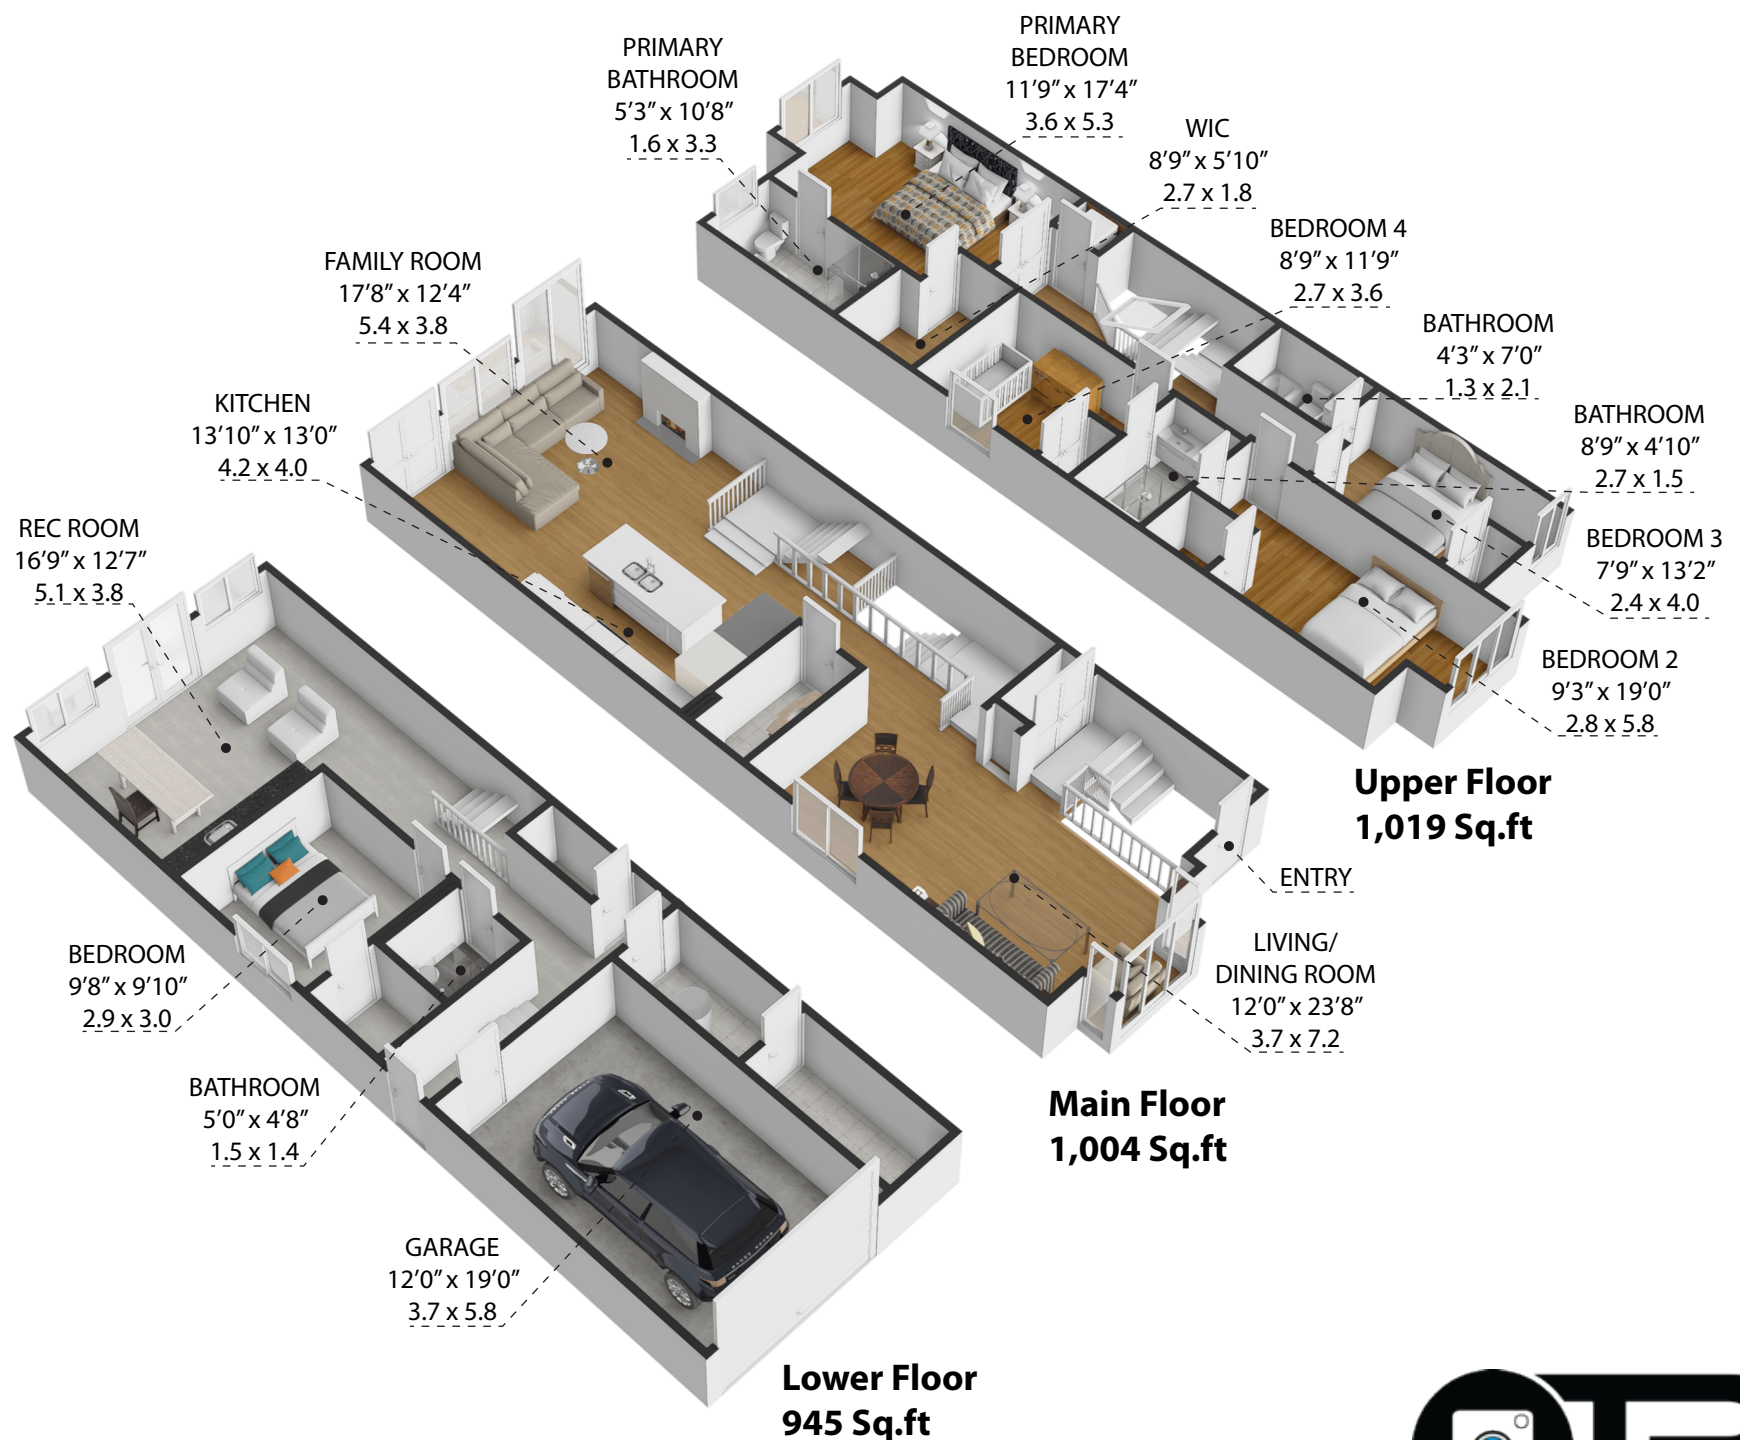 PRIMARY
BATHROOM
5'3" x 10'8"
1.6 x 3.3
PRIMARY
BEDROOM
11'9" x 17'4"
3.6 x 5.3
WIC
8'9" x 5'10"
2.7 x 1.8
BEDROOM 4
8'9" x 11'9"
2.7 x 3.6
BATHROOM
4'3" x 7'0"
1.3 x 2.1
BATHROOM
8'9" x 4'10"
2.7 x 1.5
BEDROOM 3
7'9" x 13'2"
2.4 x 4.0
BEDROOM 2
9'3" x 19'0"
2.8 x 5.8
Upper Floor
1,019 Sq.ft
FAMILY ROOM
17'8" x 12'4"
5.4 x 3.8
KITCHEN
13'10" x 13'0"
4.2 x 4.0
ENTRY
LIVING/
DINING ROOM
12'0" x 23'8"
3.7 x 7.2
Main Floor
1,004 Sq.ft
REC ROOM
16'9" x 12'7"
5.1 x 3.8
BEDROOM
9'8" x 9'10"
2.9 x 3.0
BATHROOM
5'0" x 4'8"
1.5 x 1.4
GARAGE
12'0" x 19'0"
3.7 x 5.8
Lower Floor
945 Sq.ft